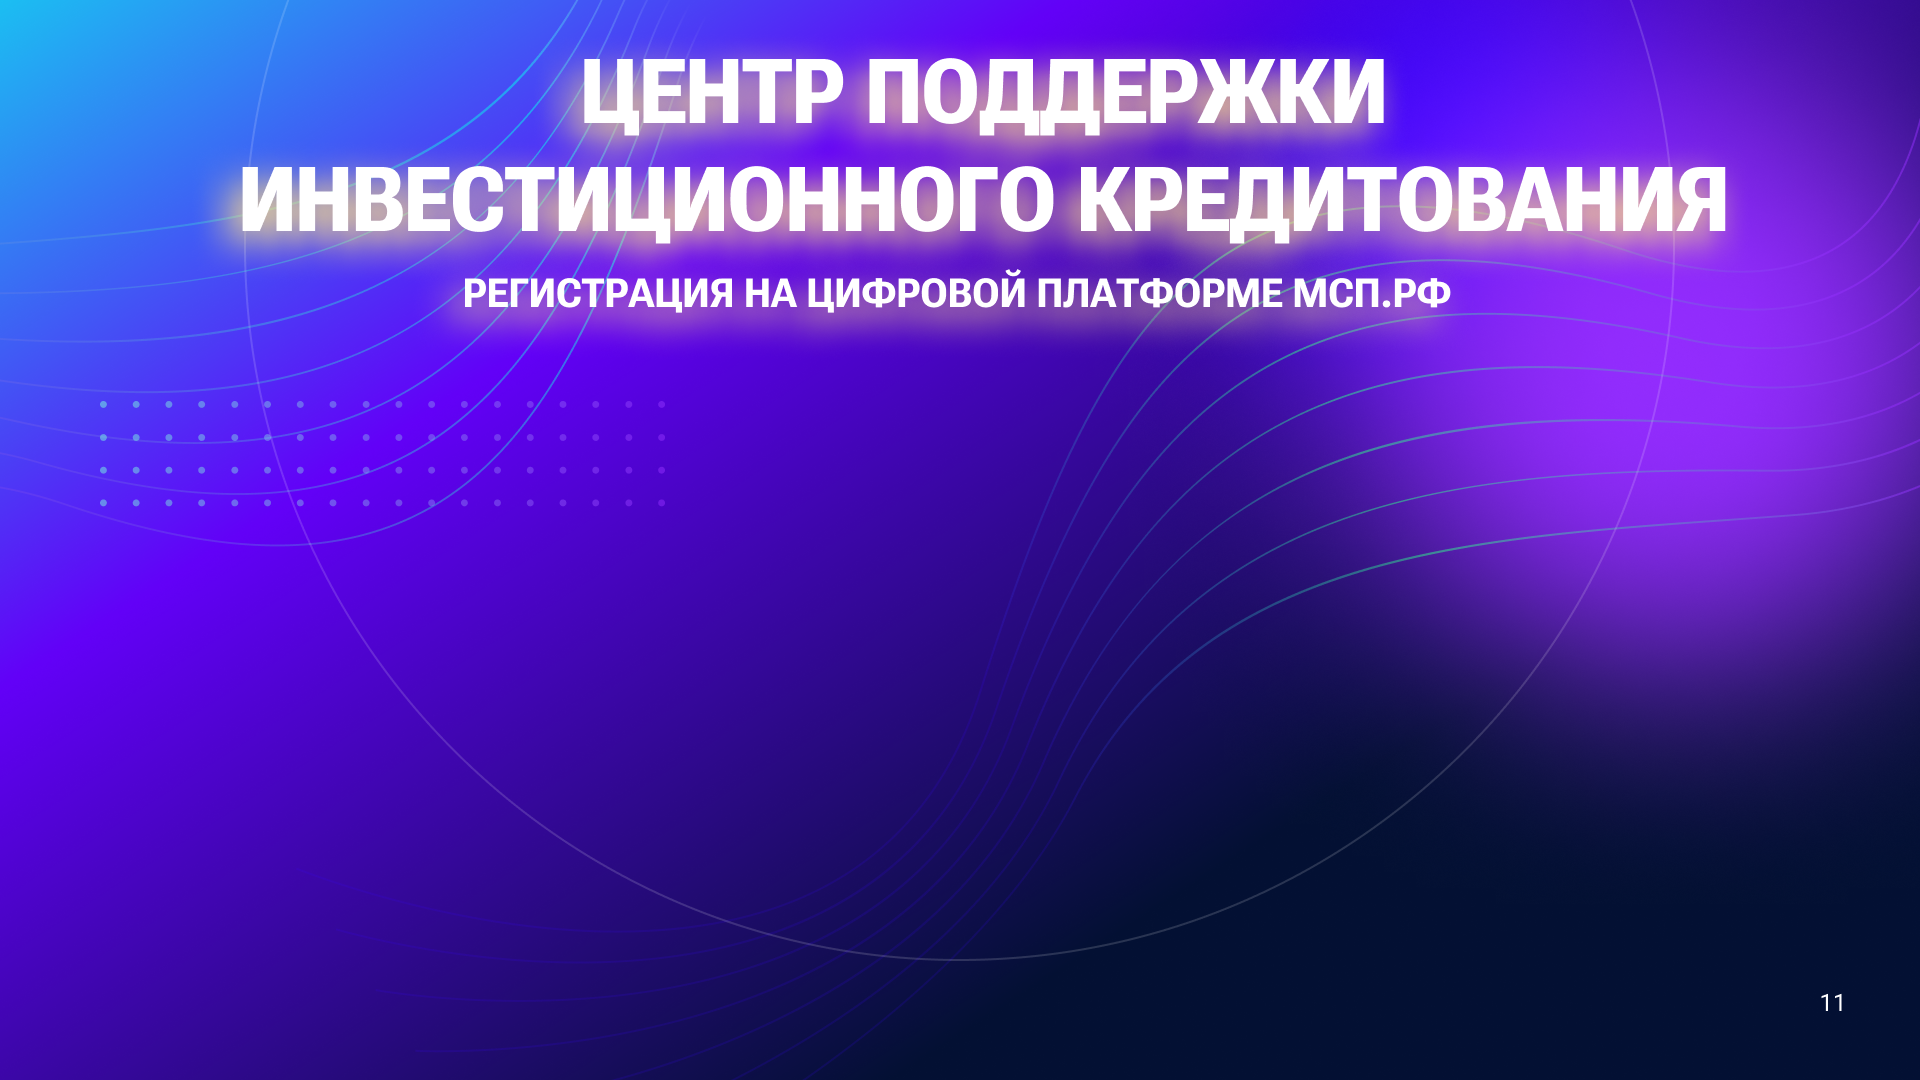 ЦЕНТР ПОДДЕРЖКИ
ИНВЕСТИЦИОННОГО КРЕДИТОВАНИЯ
РЕГИСТРАЦИЯ НА ЦИФРОВОЙ ПЛАТФОРМЕ МСП.РФ
11